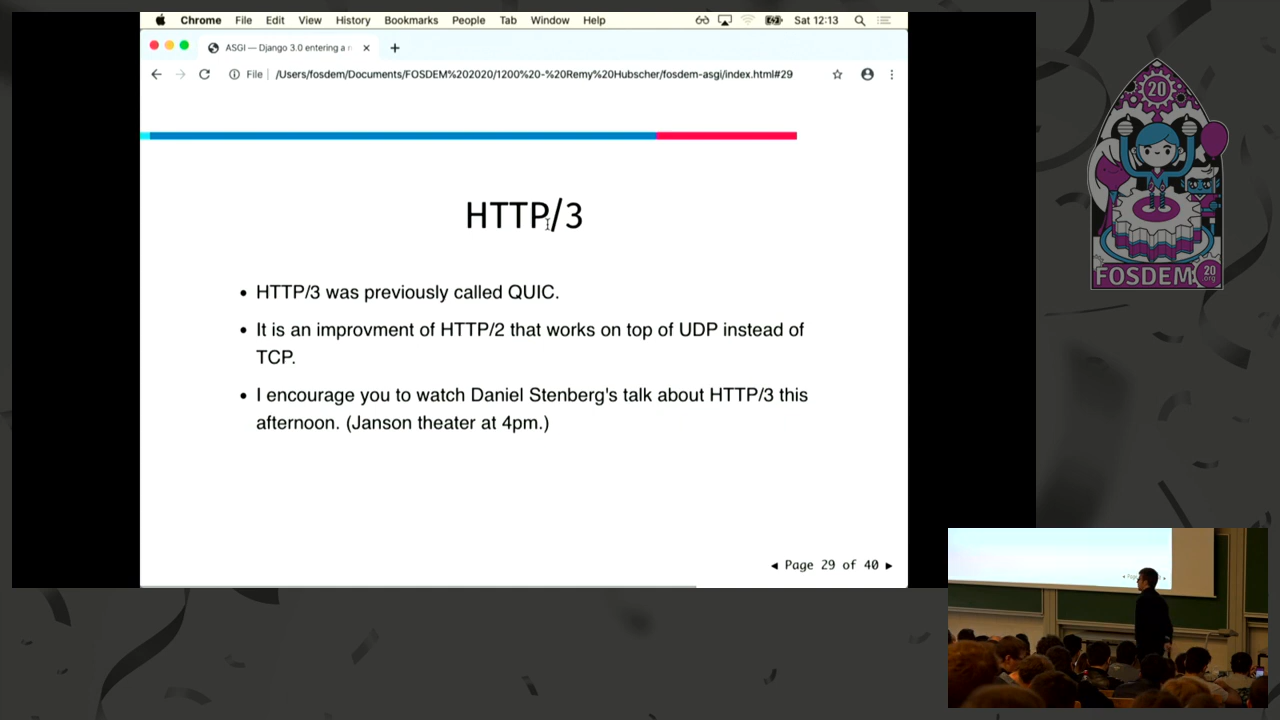 Chrome File Edit View History Bookmarks People Tab Window Help Sat 12:13
ASGI — Django 3.0 entering a
File /Users/fosdem/Documents/FOSDEM%202020/1200%20-%20Remy%20Hubscher/fosdem-asgi/index.html#29
20
HTTP/3
FOSDEM 20 .org
• HTTP/3 was previously called QUIC.
• It is an improvment of HTTP/2 that works on top of UDP instead of
TCP.
• I encourage you to watch Daniel Stenberg's talk about HTTP/3 this
afternoon. (Janson theater at 4pm.)
◂ Page 29 of 40 ▸